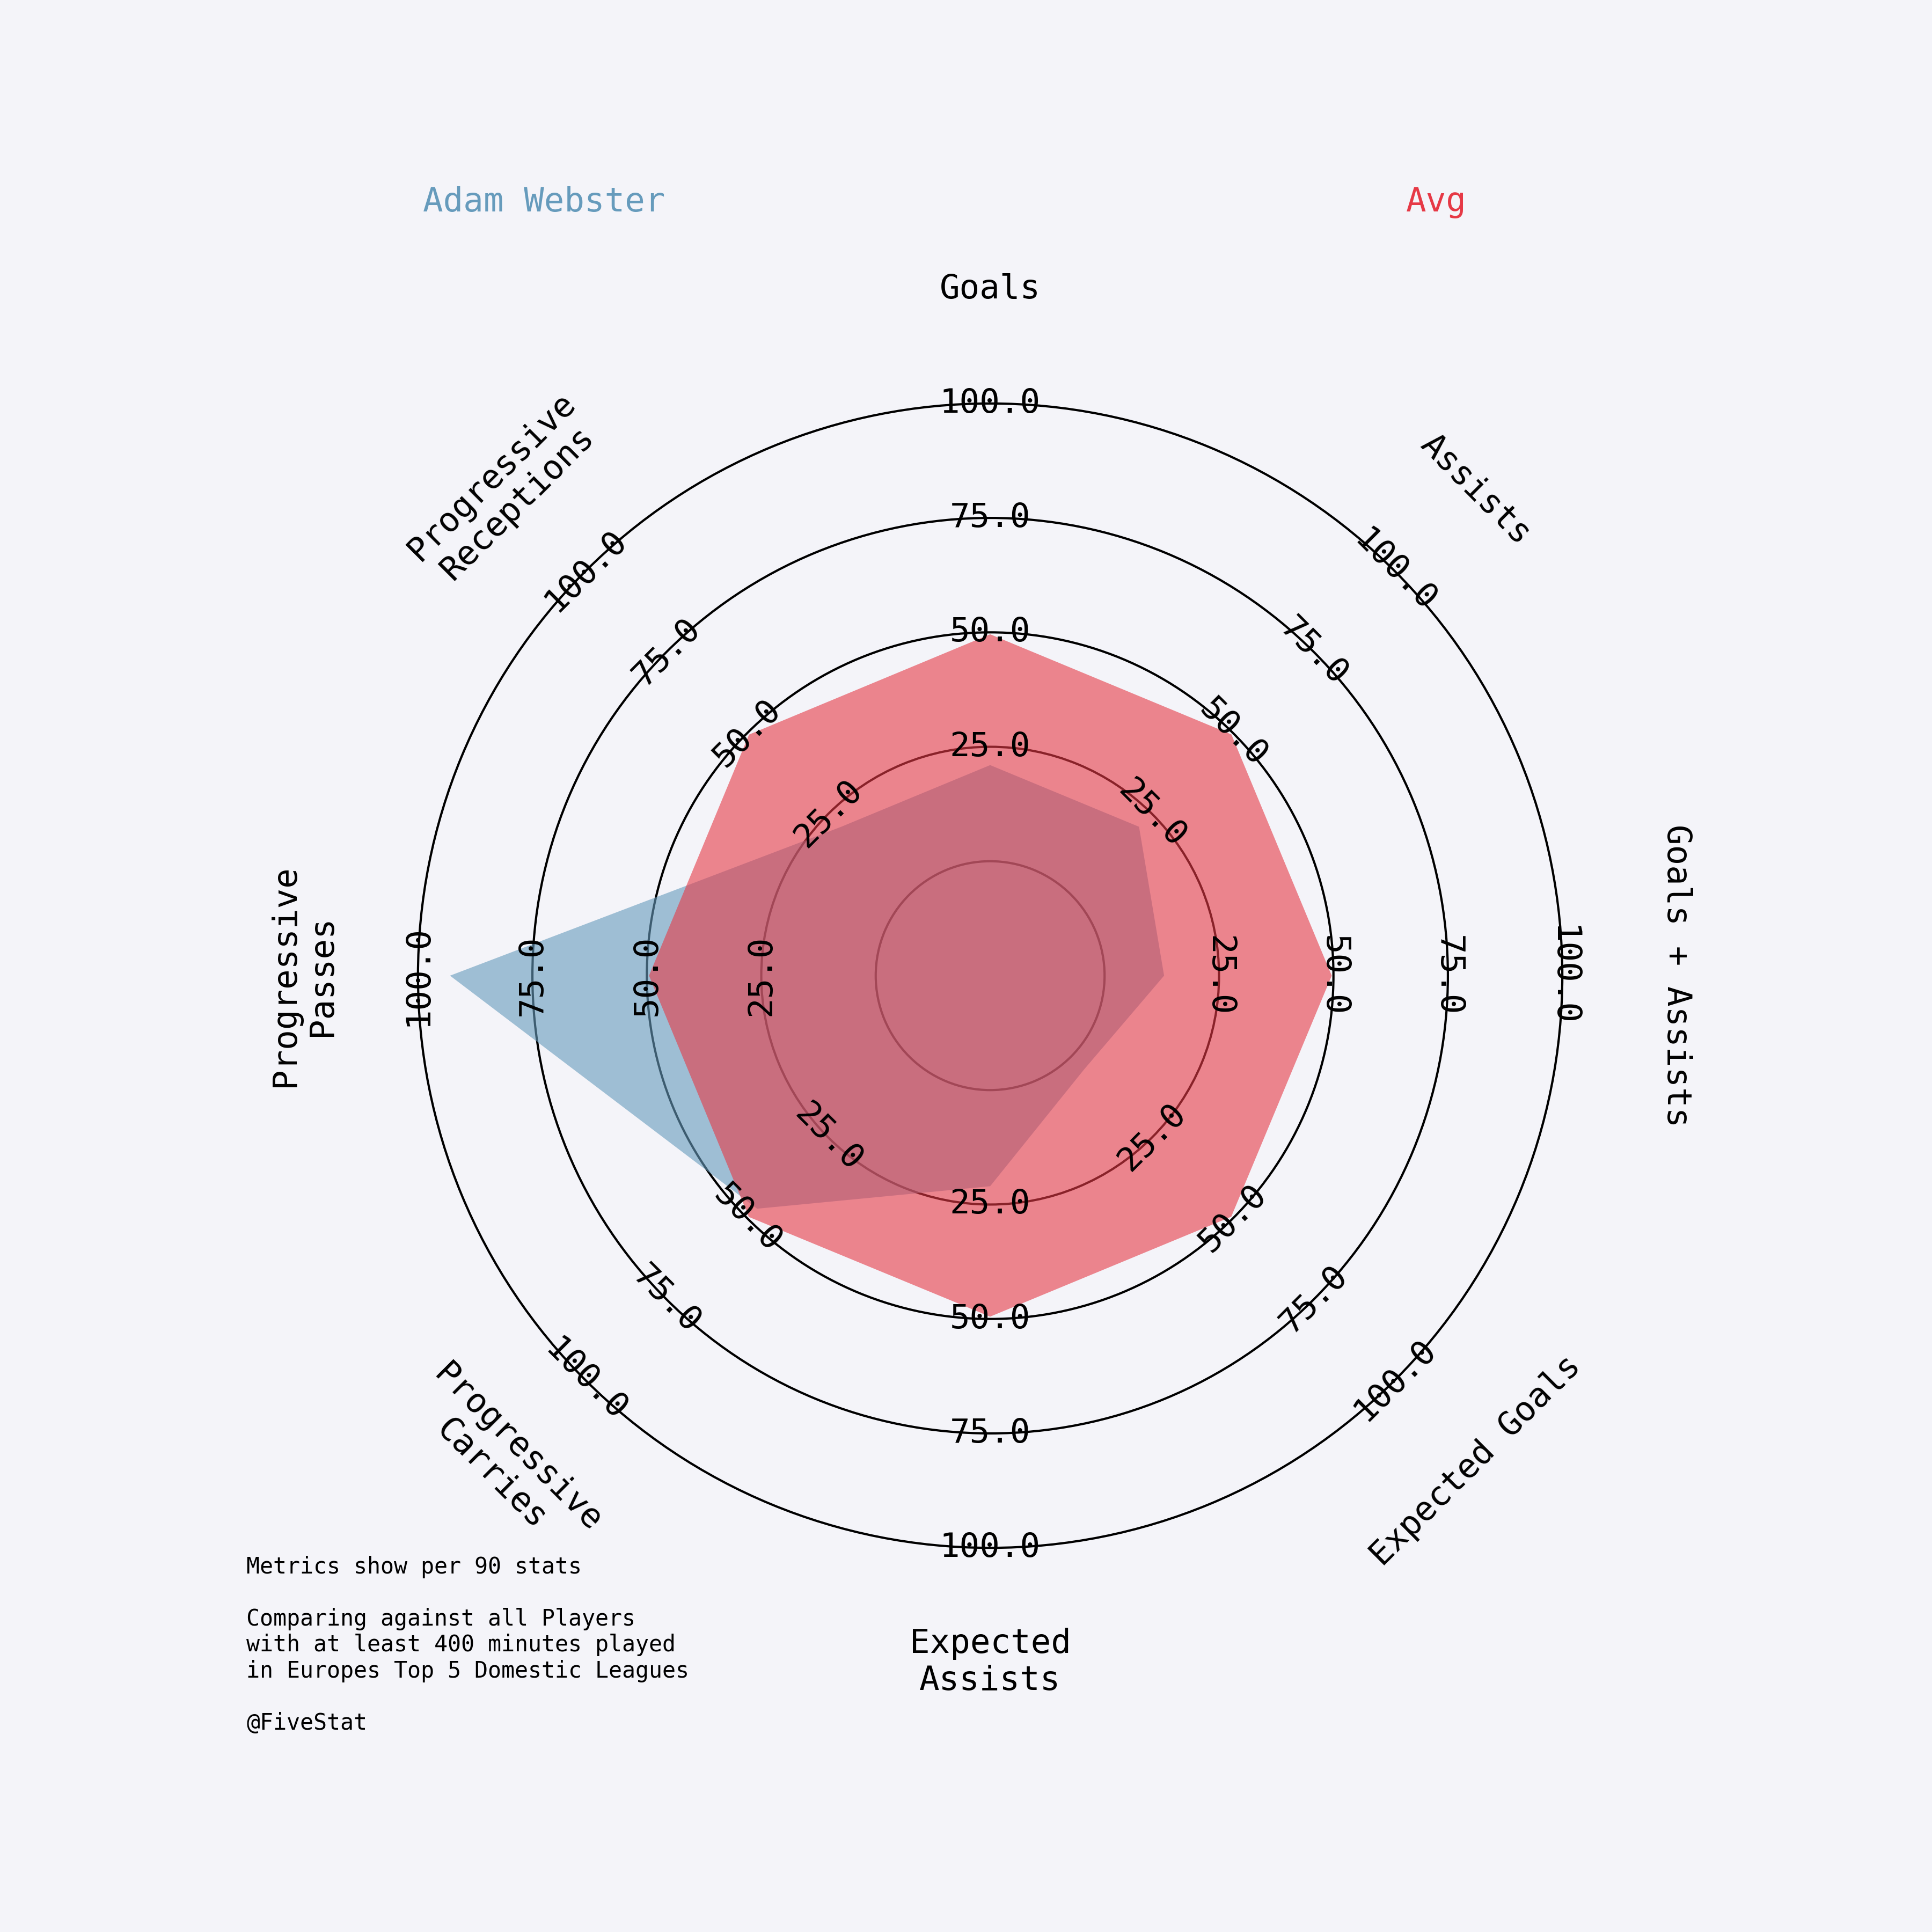 Adam Webster
Avg
Goals
Assists
Goals + Assists
Expected Goals
Expected
Assists
Progressive
Carries
Progressive
Passes
Progressive
Receptions
25.0
50.0
75.0
100.0
25.0
50.0
75.0
100.0
25.0
50.0
75.0
100.0
25.0
50.0
75.0
100.0
25.0
50.0
75.0
100.0
25.0
50.0
75.0
100.0
25.0
50.0
75.0
100.0
25.0
50.0
75.0
100.0
Metrics show per 90 stats
Comparing against all Players
with at least 400 minutes played
in Europes Top 5 Domestic Leagues
@FiveStat